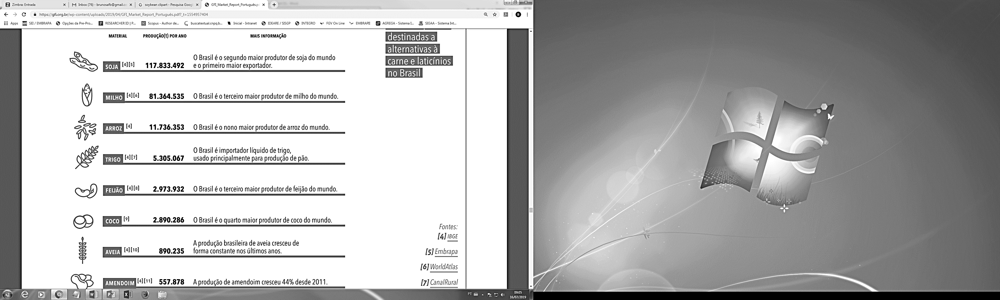 Zimbra: Entrada
Inbox (76) - brunosafb@gmail.co
soybean clipart - Pesquisa Googl
GFI_Market_Report_Português.pd
https://gfi.org.br/wp-content/uploads/2019/04/GFI_Market_Report_Português.pdf?_t=1554957404
Apps SEI / EMBRAPA Opções da Pre-Pro... RESEARCHER ID | P... Scopus - Author de... buscatextual.cnpq.b... Inicial - Intranet IDEARE / SISGP INTEGRO FGV On Line EMBRAPII AGREGA - Sistema I... SIGAA - Sistema Int...
MATERIAL PRODUÇÃO(t) POR ANO MAIS INFORMAÇÃO
SOJA [4][5] 117.833.492 O Brasil é o segundo maior produtor de soja do mundo
e o primeiro maior exportador.
MILHO [4][6] 81.364.535 O Brasil é o terceiro maior produtor de milho do mundo.
ARROZ [4] 11.736.353 O Brasil é o nono maior produtor de arroz do mundo.
TRIGO [4][7] 5.305.067 O Brasil é importador líquido de trigo,
usado principalmente para produção de pão.
FEIJÃO [4][8] 2.973.932 O Brasil é o terceiro maior produtor de feijão do mundo.
COCO [9] 2.890.286 O Brasil é o quarto maior produtor de coco do mundo.
AVEIA [4][10] 890.235 A produção brasileira de aveia cresceu de
forma constante nos últimos anos.
AMENDOIM [4][11] 557.878 A produção de amendoim cresceu 44% desde 2011.
destinadas a
alternativas à
carne e laticínios
no Brasil
Fontes:
[4] IBGE
[5] Embrapa
[6] WorldAtlas
[7] CanalRural
PT
09:05
16/07/2019